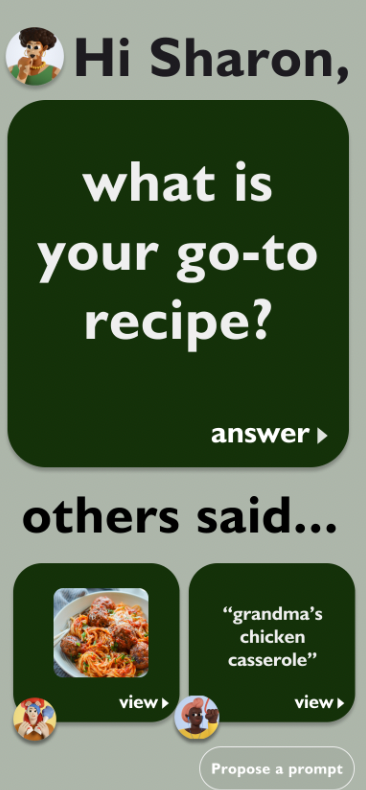 Hi Sharon,
what is
your go-to
recipe?
answer
others said...
view
“grandma’s
chicken
casserole”
view
Propose a prompt